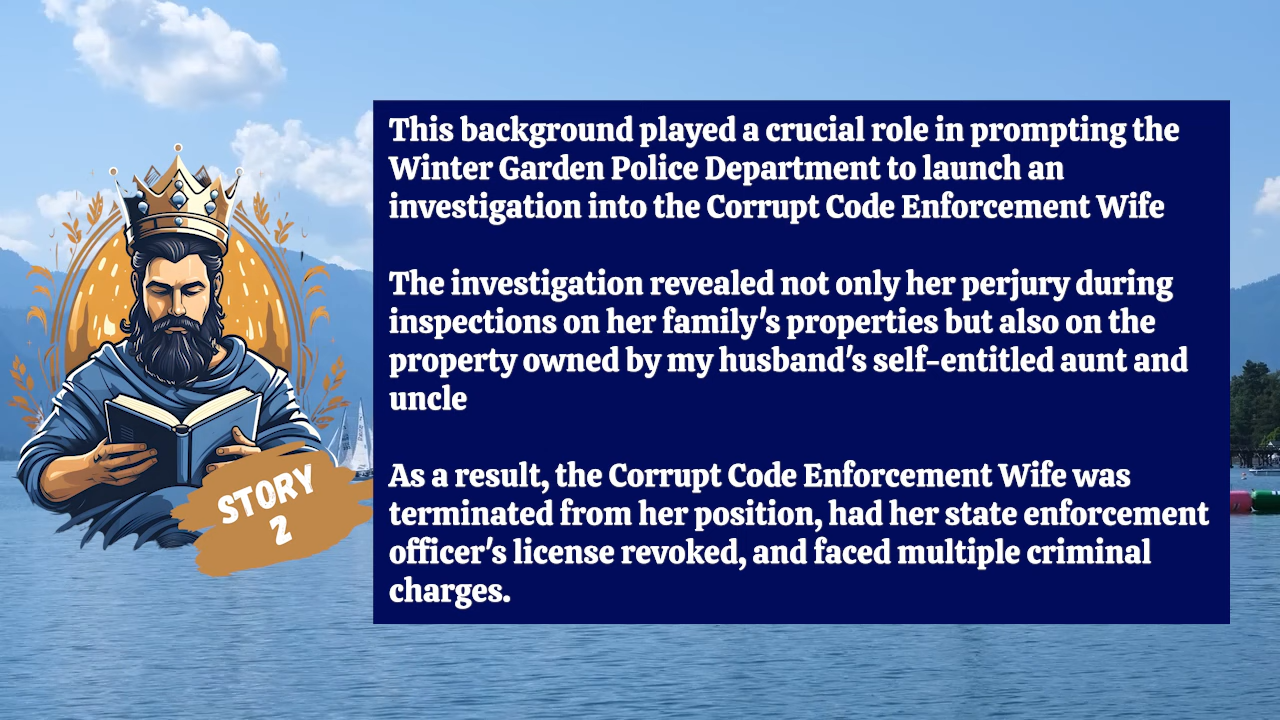 This background played a crucial role in prompting the
Winter Garden Police Department to launch an
investigation into the Corrupt Code Enforcement Wife
The investigation revealed not only her perjury during
inspections on her family's properties but also on the
property owned by my husband's self-entitled aunt and
uncle
As a result, the Corrupt Code Enforcement Wife was
terminated from her position, had her state enforcement
officer's license revoked, and faced multiple criminal
charges.
STORY
2